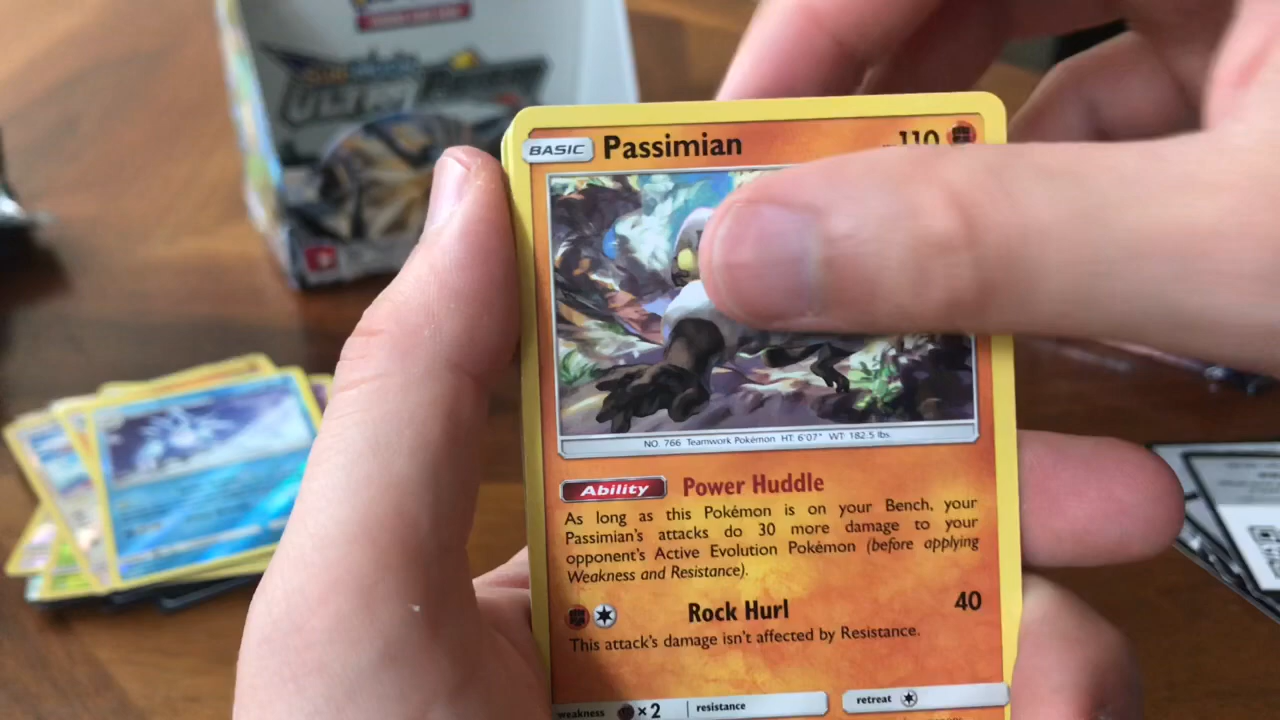 ULTRA
BASIC Passimian 110
NO. 766 Teamwork Pokémon HT: 6'07" WT: 182.5 lbs.
Ability Power Huddle
As long as this Pokémon is on your Bench, your
Passimian's attacks do 30 more damage to your
opponent's Active Evolution Pokémon (before applying
Weakness and Resistance).
Rock Hurl 40
This attack's damage isn't affected by Resistance.
weakness ×2 resistance retreat